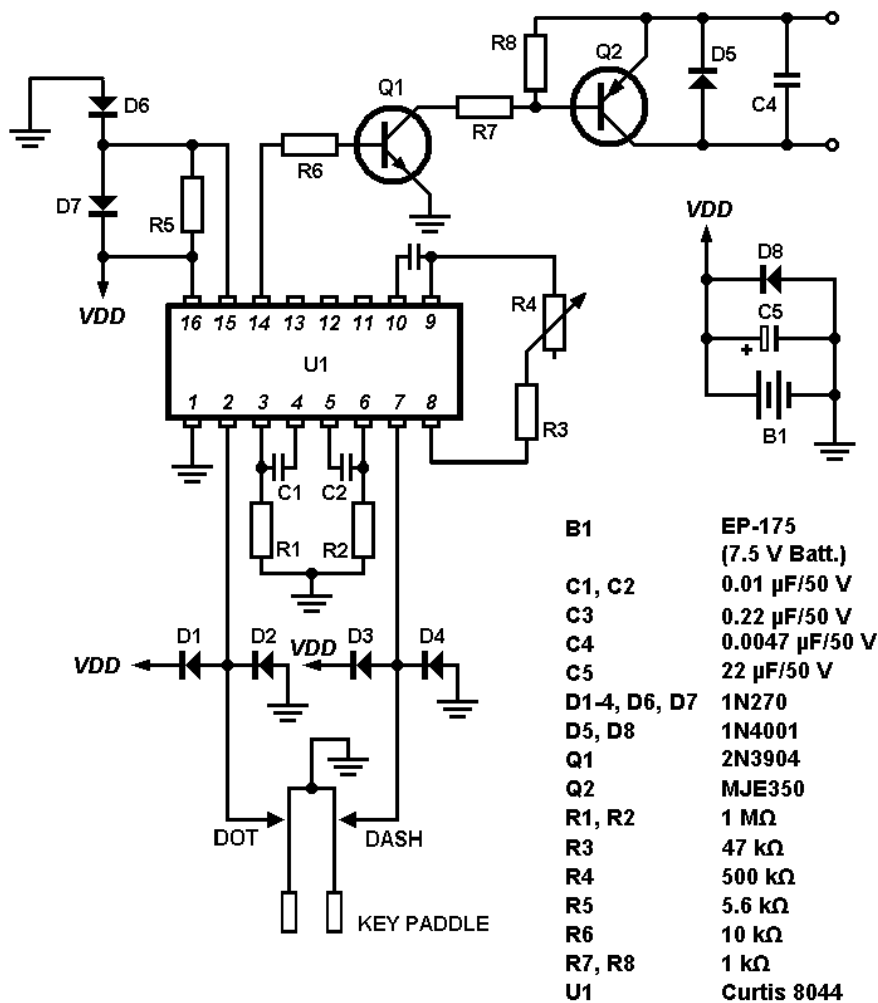 R8
Q2
D5
C4
D6
Q1
R7
R6
D7
R5
VDD
VDD
D8
C5
+
B1
R4
R3
16 15 14 13 12 11 10 9
U1
1 2 3 4 5 6 7 8
C1 C2
R1 R2
D1 D2 D3 D4
VDD
VDD
DOT DASH
KEY PADDLE
B1 EP-175
(7.5 V Batt.)
C1, C2 0.01 µF/50 V
C3 0.22 µF/50 V
C4 0.0047 µF/50 V
C5 22 µF/50 V
D1-4, D6, D7 1N270
D5, D8 1N4001
Q1 2N3904
Q2 MJE350
R1, R2 1 MΩ
R3 47 kΩ
R4 500 kΩ
R5 5.6 kΩ
R6 10 kΩ
R7, R8 1 kΩ
U1 Curtis 8044